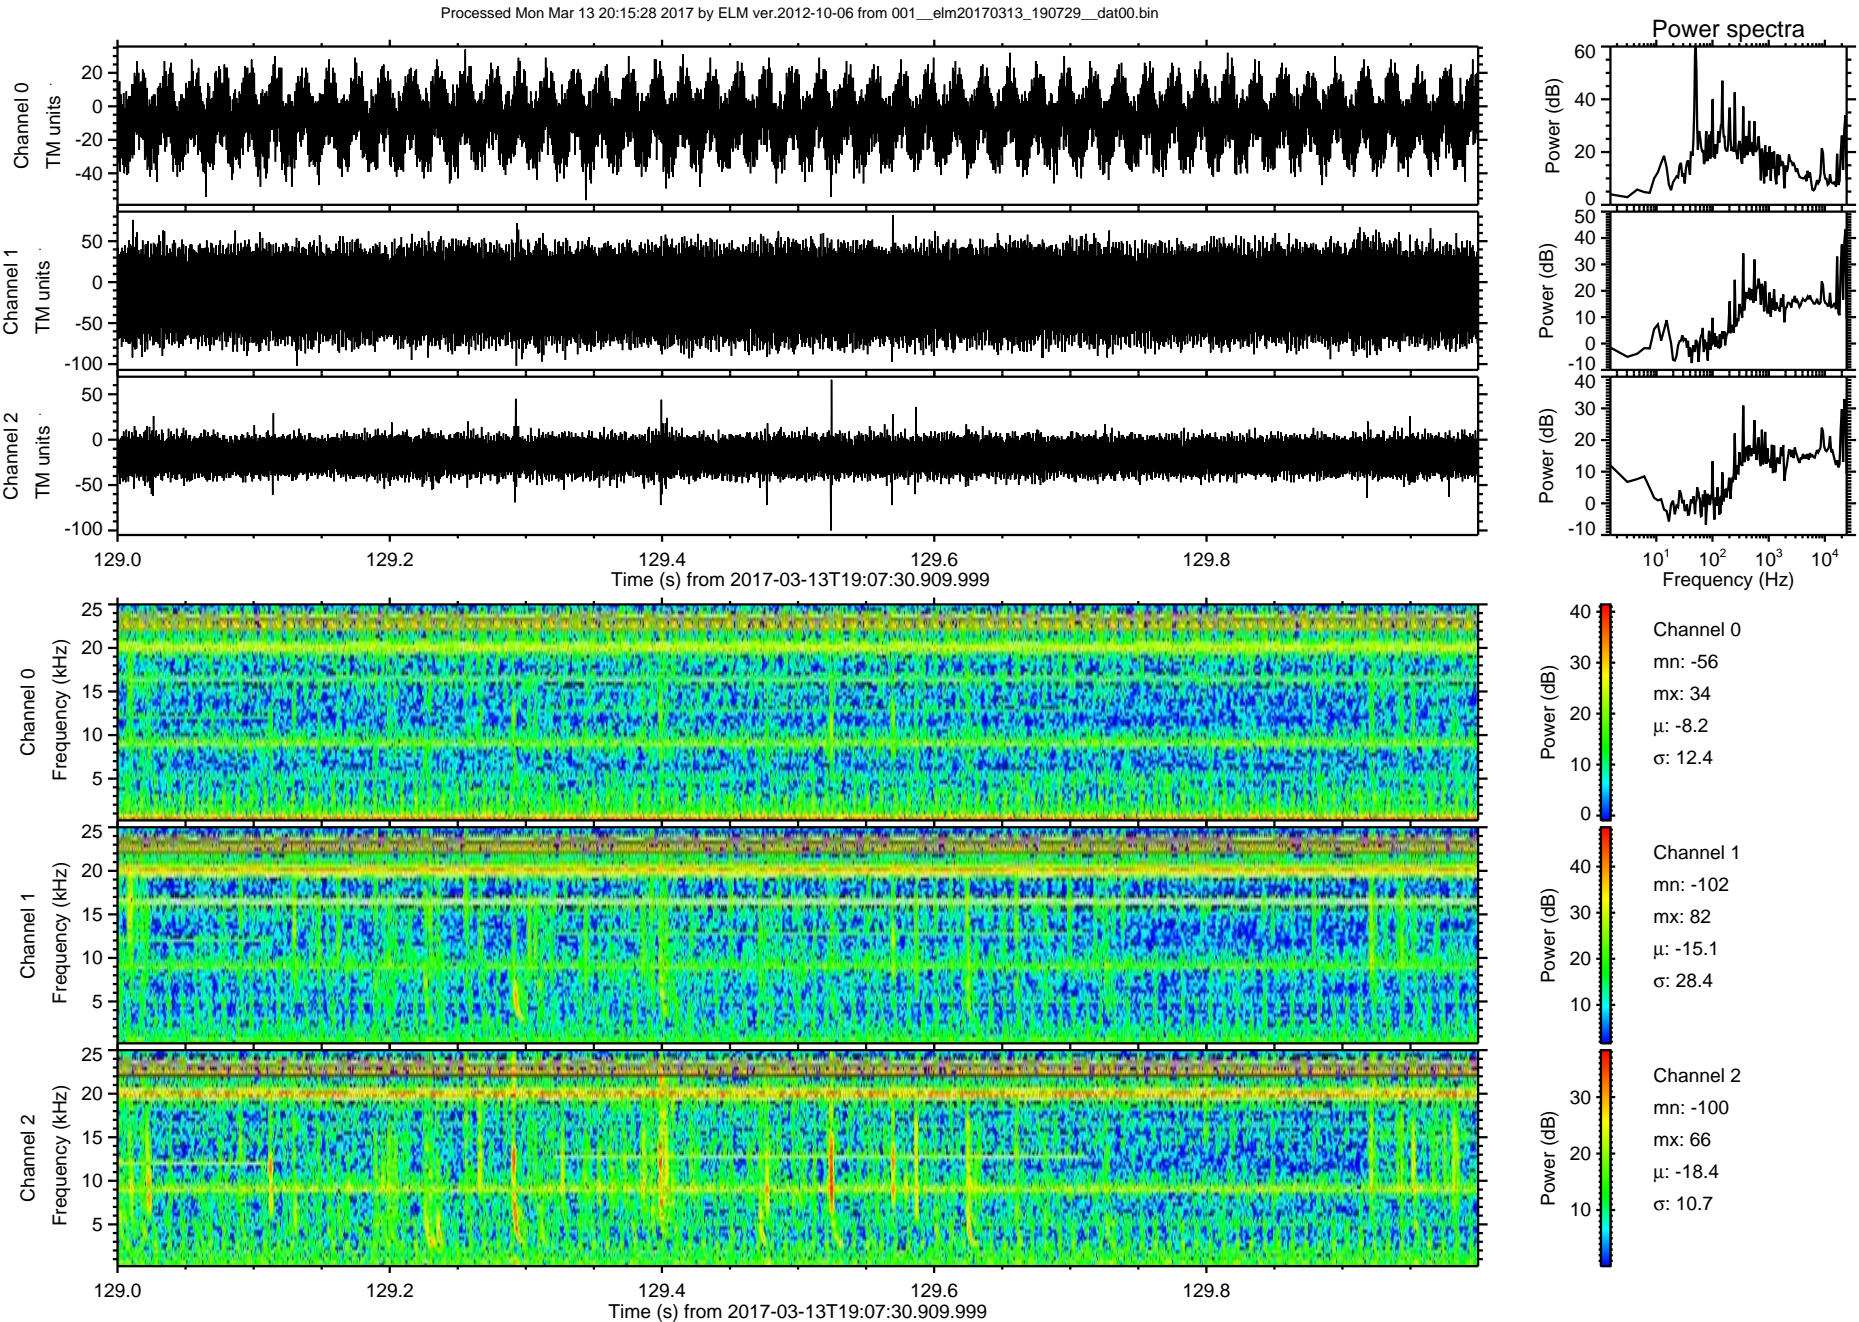 Processed Mon Mar 13 20:15:28 2017 by ELM ver.2012-10-06 from 001__elm20170313_190729__dat00.bin
Power spectra
Channel 0
TM units
20
0
-20
-40
Power (dB)
60
40
20
0
Channel 1
TM units
50
0
-50
-100
Power (dB)
50
40
30
20
10
0
-10
Channel 2
TM units
50
0
-50
-100
Power (dB)
40
30
20
10
0
-10
129.0 129.2 129.4 129.6 129.8
Time (s) from 2017-03-13T19:07:30.909.999
10¹ 10² 10³ 10⁴
Frequency (Hz)
Channel 0
Frequency (kHz)
25
20
15
10
5
Power (dB)
40
30
20
10
0
Channel 0
mn: -56
mx: 34
μ: -8.2
σ: 12.4
Channel 1
Frequency (kHz)
25
20
15
10
5
Power (dB)
40
30
20
10
Channel 1
mn: -102
mx: 82
μ: -15.1
σ: 28.4
Channel 2
Frequency (kHz)
25
20
15
10
5
Power (dB)
30
20
10
Channel 2
mn: -100
mx: 66
μ: -18.4
σ: 10.7
129.0 129.2 129.4 129.6 129.8
Time (s) from 2017-03-13T19:07:30.909.999